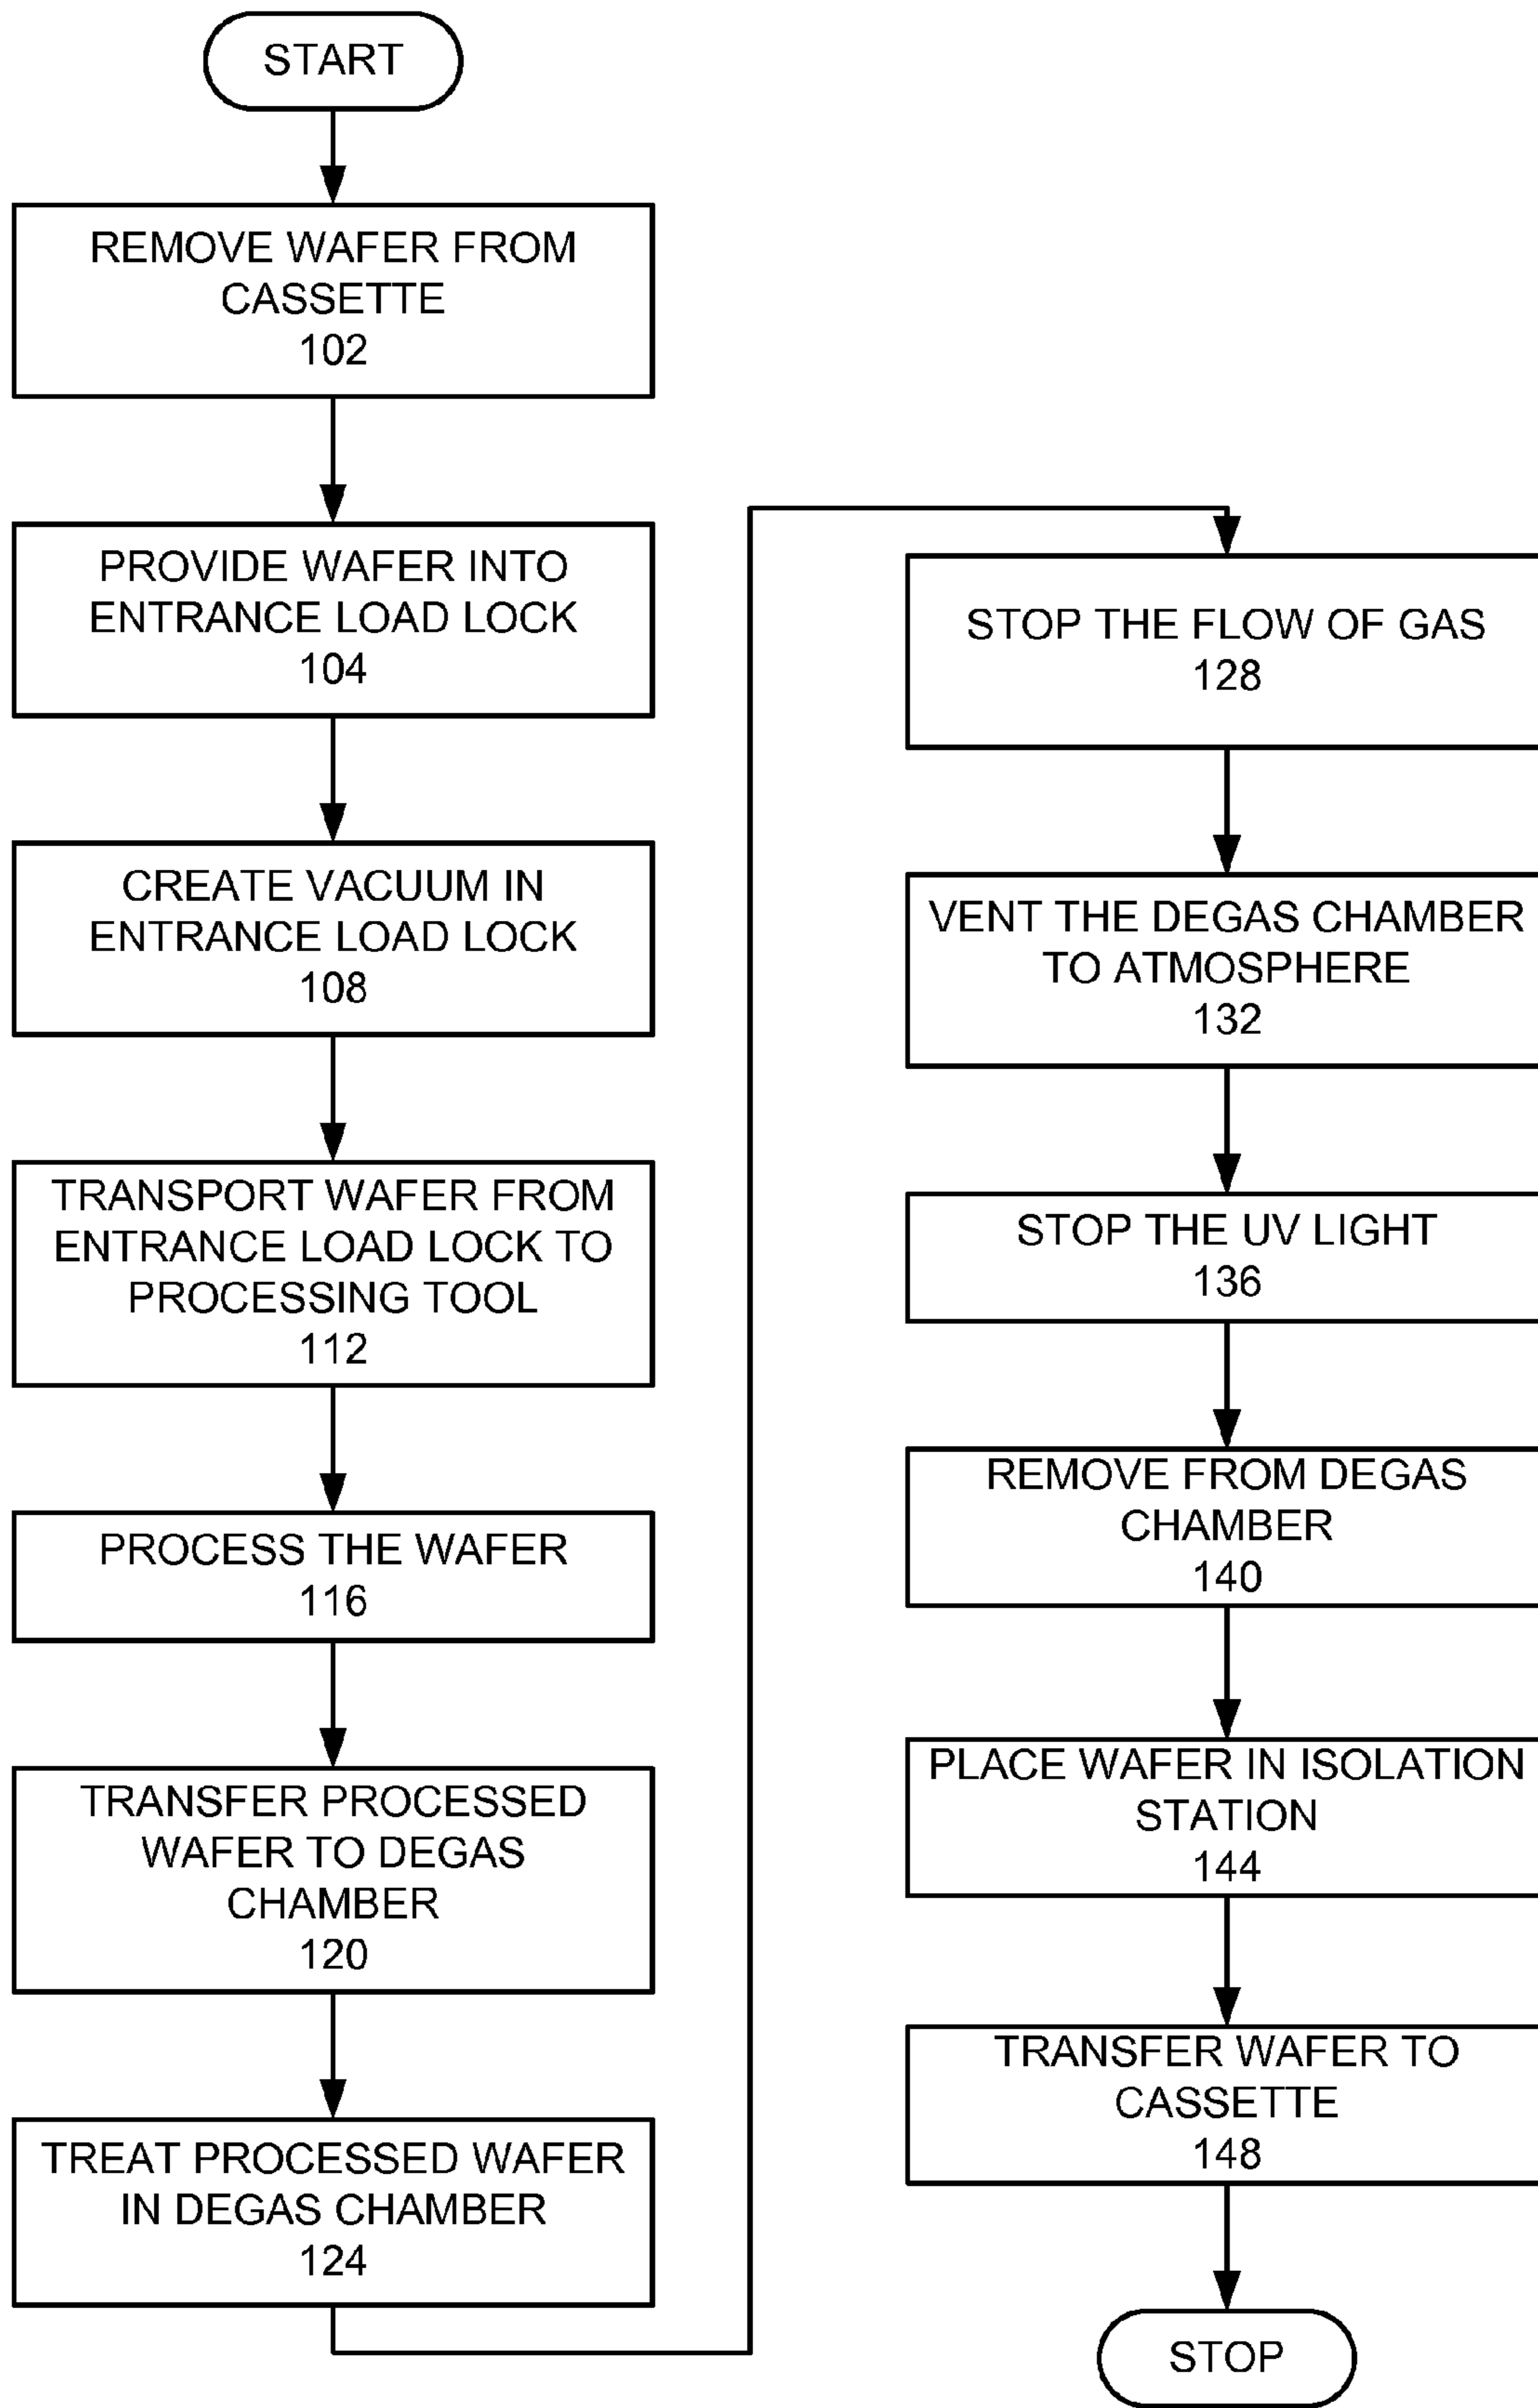 START
REMOVE WAFER FROM
CASSETTE
102
PROVIDE WAFER INTO
ENTRANCE LOAD LOCK
104
CREATE VACUUM IN
ENTRANCE LOAD LOCK
108
TRANSPORT WAFER FROM
ENTRANCE LOAD LOCK TO
PROCESSING TOOL
112
PROCESS THE WAFER
116
TRANSFER PROCESSED
WAFER TO DEGAS
CHAMBER
120
TREAT PROCESSED WAFER
IN DEGAS CHAMBER
124
STOP THE FLOW OF GAS
128
VENT THE DEGAS CHAMBER
TO ATMOSPHERE
132
STOP THE UV LIGHT
136
REMOVE FROM DEGAS
CHAMBER
140
PLACE WAFER IN ISOLATION
STATION
144
TRANSFER WAFER TO
CASSETTE
148
STOP